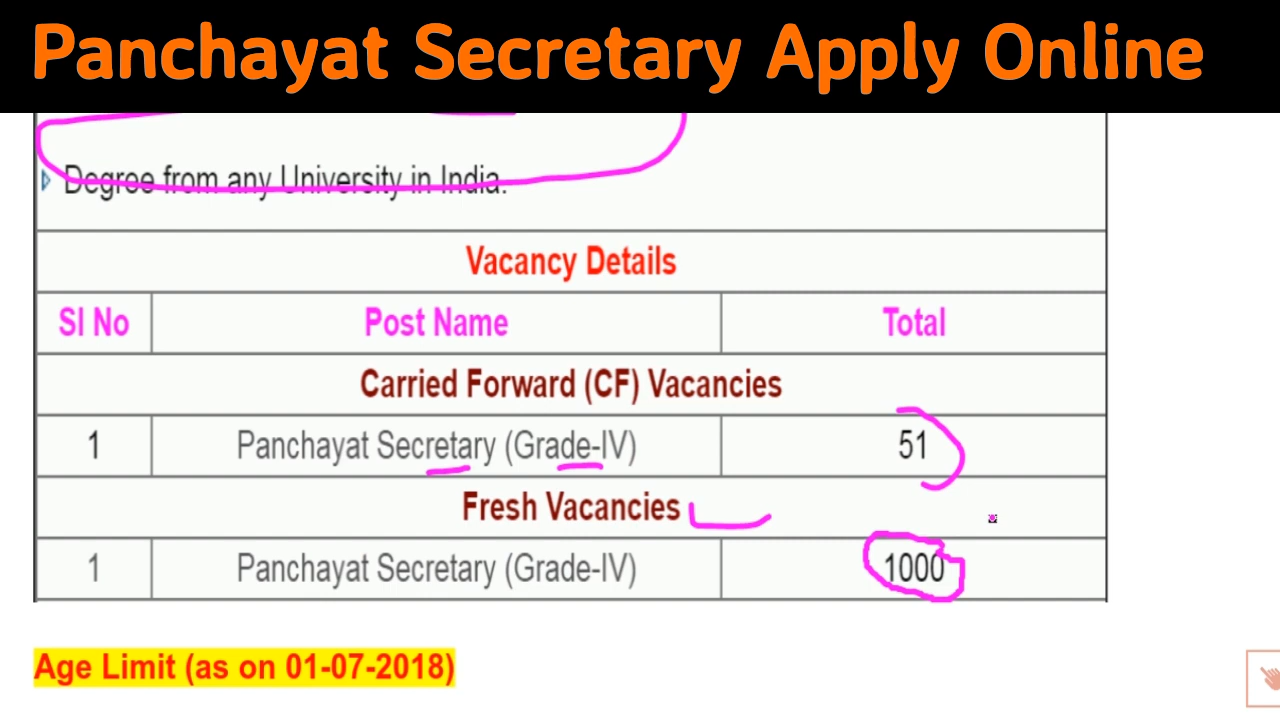 Panchayat Secretary Apply Online
Degree from any University in India.
Vacancy Details
Sl No Post Name Total
Carried Forward (CF) Vacancies
1 Panchayat Secretary (Grade-IV) 51
Fresh Vacancies
1 Panchayat Secretary (Grade-IV) 1000
Age Limit (as on 01-07-2018)